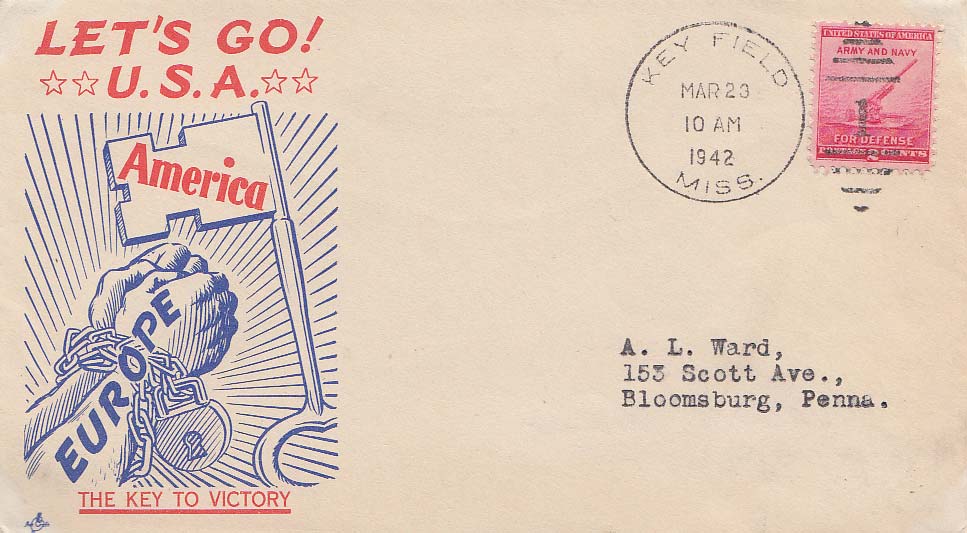 LET'S GO!
☆☆U.S.A.☆☆
America
EUROPE
THE KEY TO VICTORY
KEY FIELD
MAR 23
10 AM
1942
MISS.
UNITED STATES OF AMERICA
ARMY AND NAVY
FOR DEFENSE
A. L. Ward,
153 Scott Ave.,
Bloomsburg, Penna.